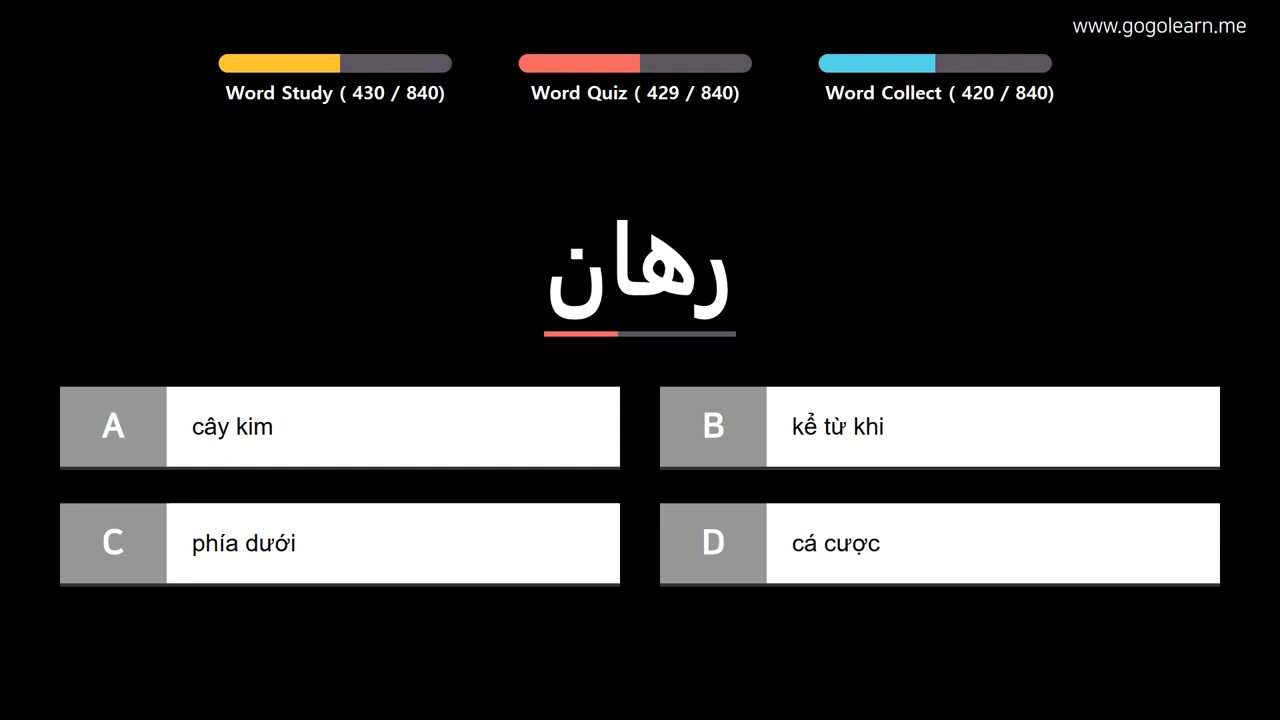 www.gogolearn.me
Word Study ( 430 / 840)
Word Quiz ( 429 / 840)
Word Collect ( 420 / 840)
رهان
A
cây kim
B
kể từ khi
C
phía dưới
D
cá cược